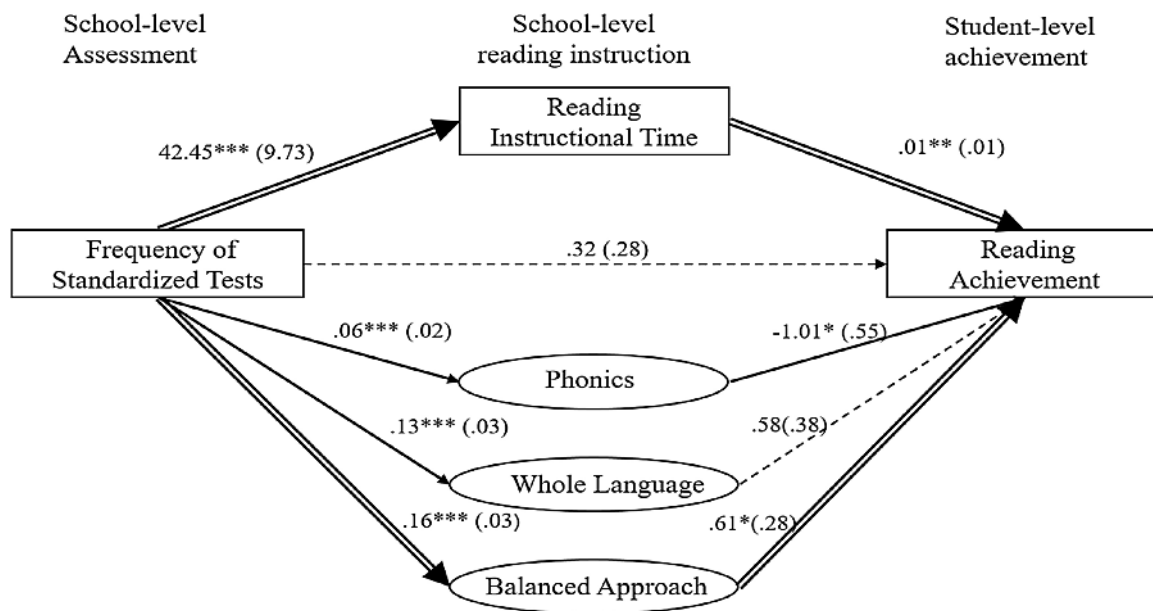 School-level
Assessment
School-level
reading instruction
Student-level
achievement
Reading
Instructional Time
42.45*** (9.73)
.01** (.01)
Frequency of
Standardized Tests
.32 (.28)
Reading
Achievement
.06*** (.02)
-1.01* (.55)
Phonics
.13*** (.03)
.58(.38)
Whole Language
.16*** (.03)
.61*(.28)
Balanced Approach